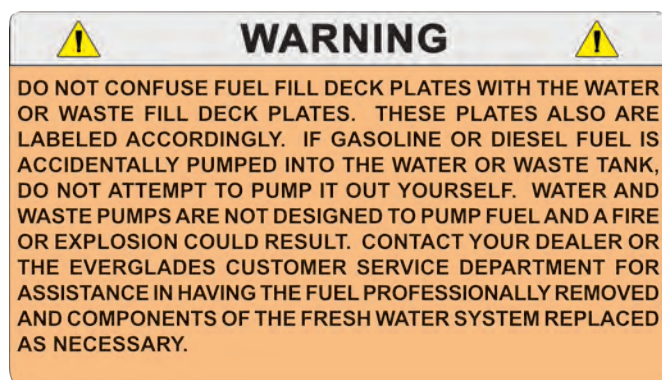 WARNING
DO NOT CONFUSE FUEL FILL DECK PLATES WITH THE WATER
OR WASTE FILL DECK PLATES. THESE PLATES ALSO ARE
LABELED ACCORDINGLY. IF GASOLINE OR DIESEL FUEL IS
ACCIDENTALLY PUMPED INTO THE WATER OR WASTE TANK,
DO NOT ATTEMPT TO PUMP IT OUT YOURSELF. WATER AND
WASTE PUMPS ARE NOT DESIGNED TO PUMP FUEL AND A FIRE
OR EXPLOSION COULD RESULT. CONTACT YOUR DEALER OR
THE EVERGLADES CUSTOMER SERVICE DEPARTMENT FOR
ASSISTANCE IN HAVING THE FUEL PROFESSIONALLY REMOVED
AND COMPONENTS OF THE FRESH WATER SYSTEM REPLACED
AS NECESSARY.